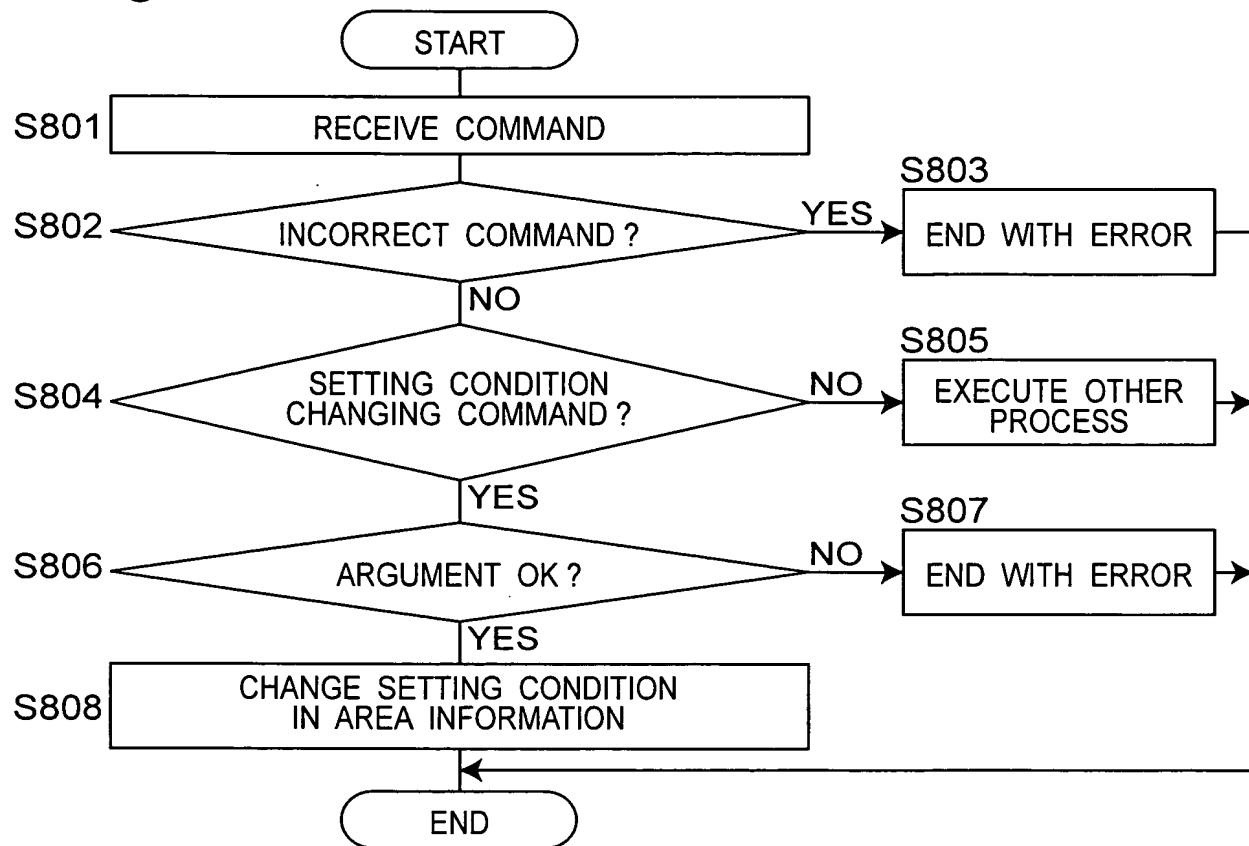 START
S801
RECEIVE COMMAND
S802
INCORRECT COMMAND ?
YES
S803
END WITH ERROR
NO
S804
SETTING CONDITION
CHANGING COMMAND ?
NO
S805
EXECUTE OTHER
PROCESS
YES
S806
ARGUMENT OK ?
NO
S807
END WITH ERROR
YES
S808
CHANGE SETTING CONDITION
IN AREA INFORMATION
END